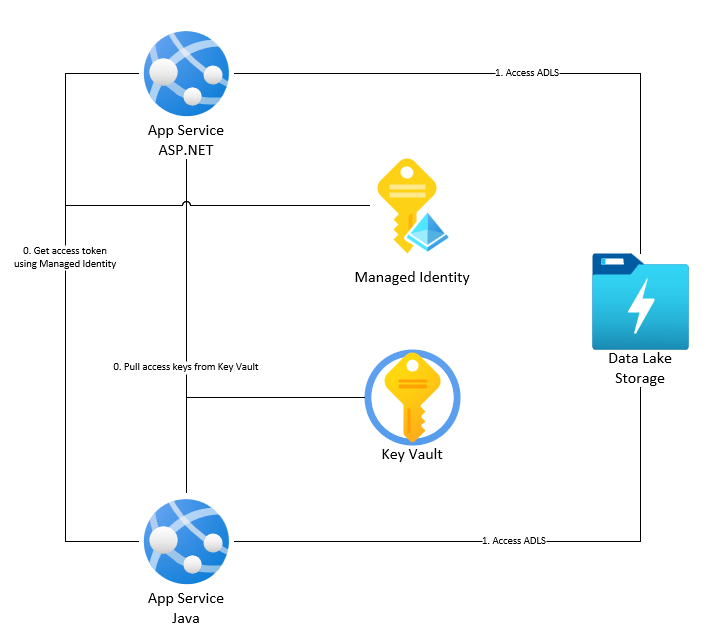 1. Access ADLS
App Service
ASP.NET
0. Get access token
using Managed Identity
Managed Identity
Data Lake
Storage
0. Pull access keys from Key Vault
Key Vault
1. Access ADLS
App Service
Java